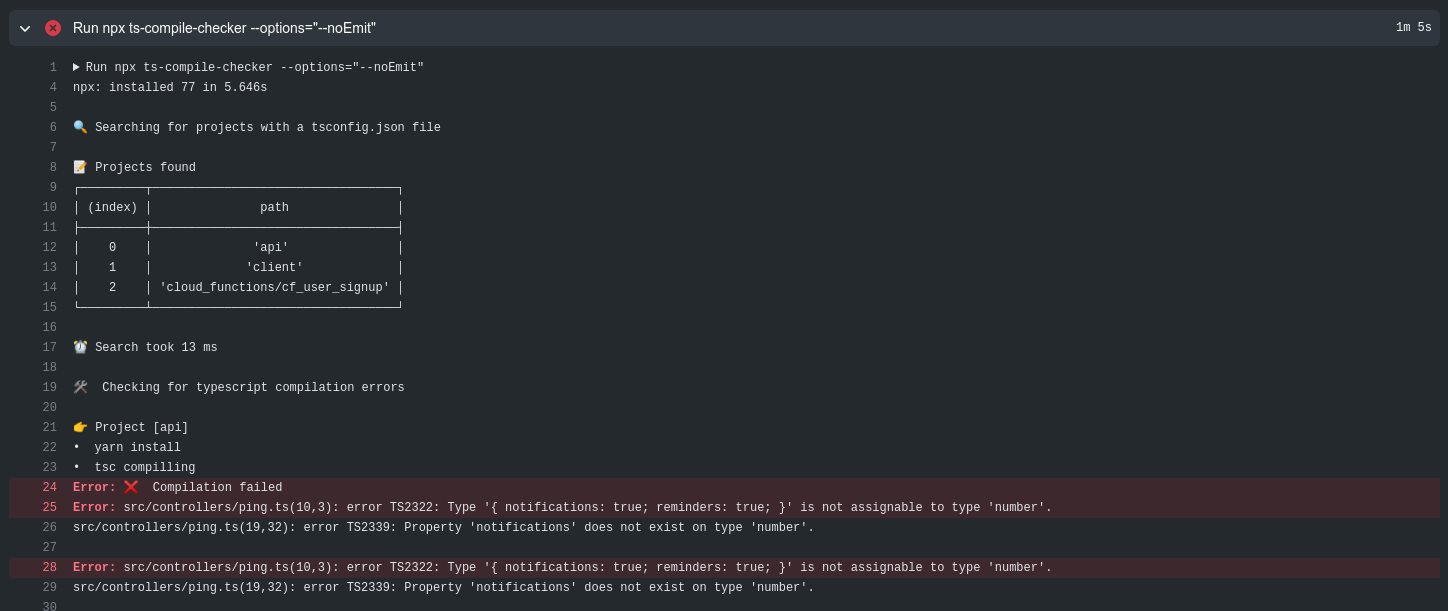 Run npx ts-compile-checker --options="--noEmit" 1m 5s
1 ▶ Run npx ts-compile-checker --options="--noEmit"
4 npx: installed 77 in 5.646s
5
6 🔍 Searching for projects with a tsconfig.json file
7
8 📝 Projects found
9 ┌─────────┬──────────────────────────────────┐
10 │ (index) │               path               │
11 ├─────────┼──────────────────────────────────┤
12 │    0    │              'api'               │
13 │    1    │             'client'             │
14 │    2    │ 'cloud_functions/cf_user_signup' │
15 └─────────┴──────────────────────────────────┘
16
17 ⏰ Search took 13 ms
18
19 🛠 Checking for typescript compilation errors
20
21 👉 Project [api]
22 • yarn install
23 • tsc compilling
24 Error: ❌ Compilation failed
25 Error: src/controllers/ping.ts(10,3): error TS2322: Type '{ notifications: true; reminders: true; }' is not assignable to type 'number'.
26 src/controllers/ping.ts(19,32): error TS2339: Property 'notifications' does not exist on type 'number'.
27
28 Error: src/controllers/ping.ts(10,3): error TS2322: Type '{ notifications: true; reminders: true; }' is not assignable to type 'number'.
29 src/controllers/ping.ts(19,32): error TS2339: Property 'notifications' does not exist on type 'number'.
30